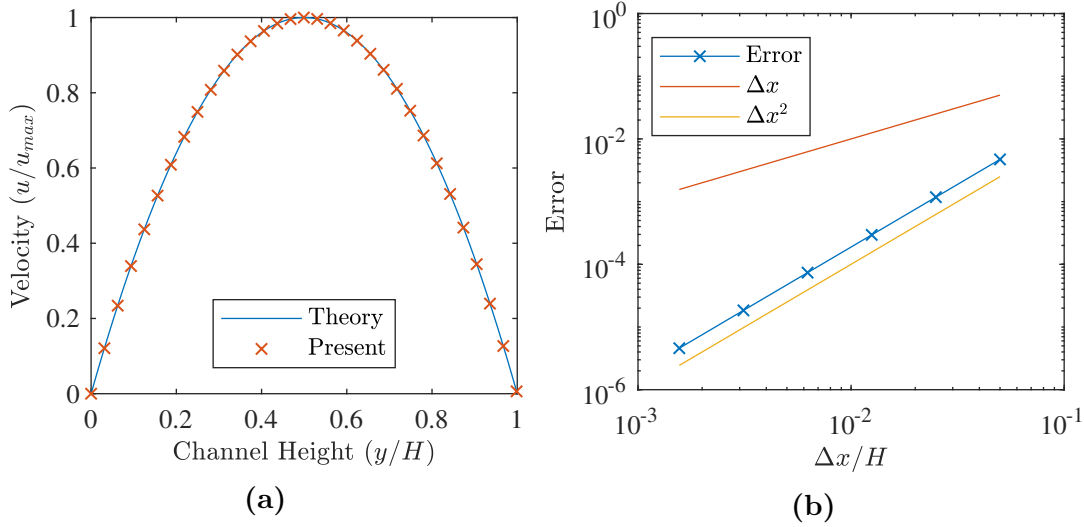 1
0.8
0.6
0.4
0.2
0
0
0.2
0.4
0.6
0.8
1
Velocity (u/u_max)
Channel Height (y/H)
Theory
Present
(a)
10^0
10^-2
10^-4
10^-6
10^-3
10^-2
10^-1
Error
Δx/H
Error
Δx
Δx^2
(b)